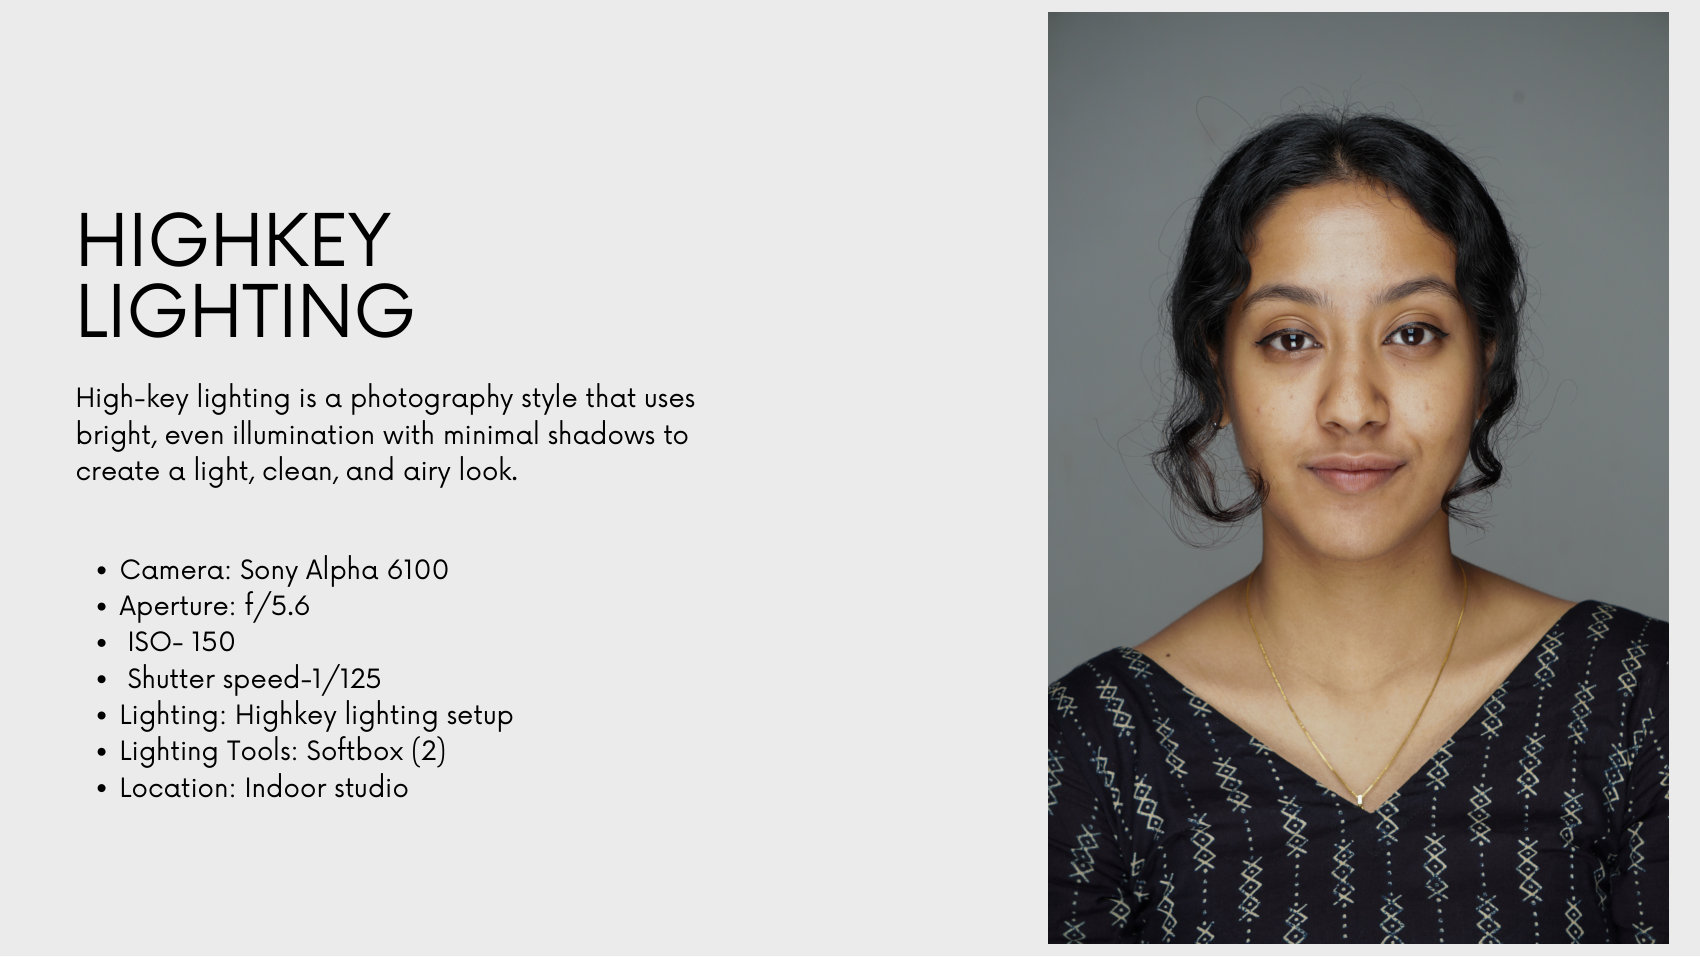 HIGHKEY
LIGHTING
High-key lighting is a photography style that uses
bright, even illumination with minimal shadows to
create a light, clean, and airy look.
• Camera: Sony Alpha 6100
• Aperture: f/5.6
• ISO- 150
• Shutter speed-1/125
• Lighting: Highkey lighting setup
• Lighting Tools: Softbox (2)
• Location: Indoor studio